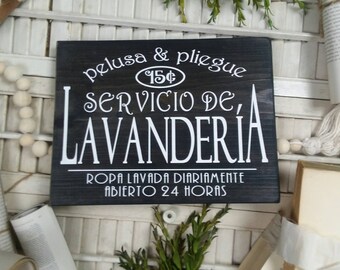 pelusa & pliegue
15¢
SERVICIO DE
LAVANDERÍA
ROPA LAVADA DIARIAMENTE
ABIERTO 24 HORAS